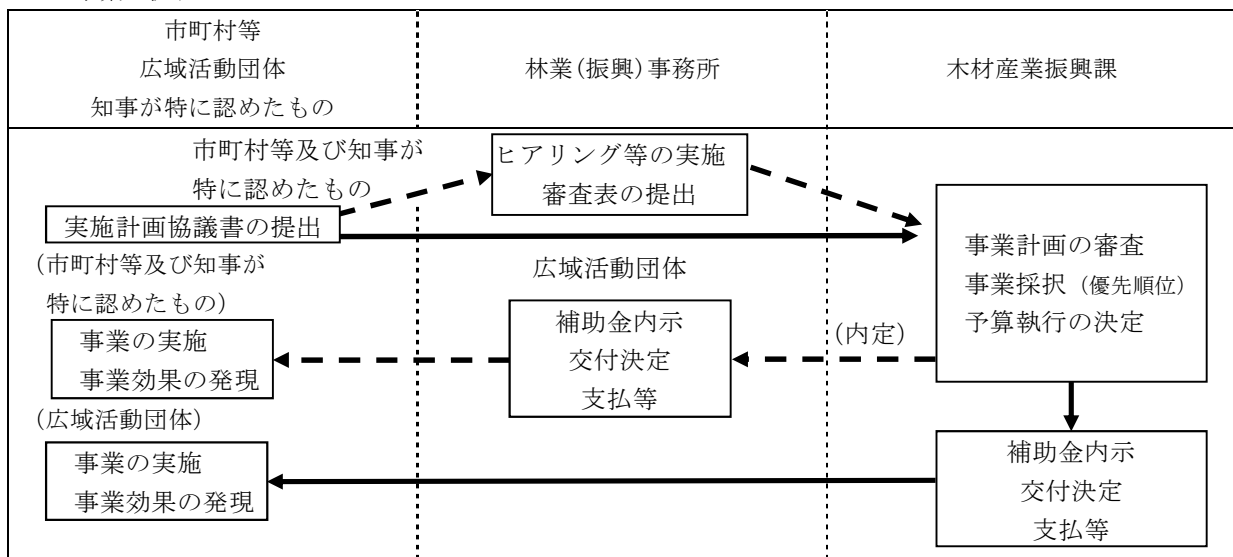 市町村等
広域活動団体
知事が特に認めたもの
林業(振興)事務所
木材産業振興課
市町村等及び知事が
特に認めたもの
ヒアリング等の実施
審査表の提出
実施計画協議書の提出
(市町村等及び知事が
特に認めたもの)
広域活動団体
事業計画の審査
事業採択（優先順位）
予算執行の決定
事業の実施
事業効果の発現
補助金内示
交付決定
支払等
(内定)
(広域活動団体)
事業の実施
事業効果の発現
補助金内示
交付決定
支払等